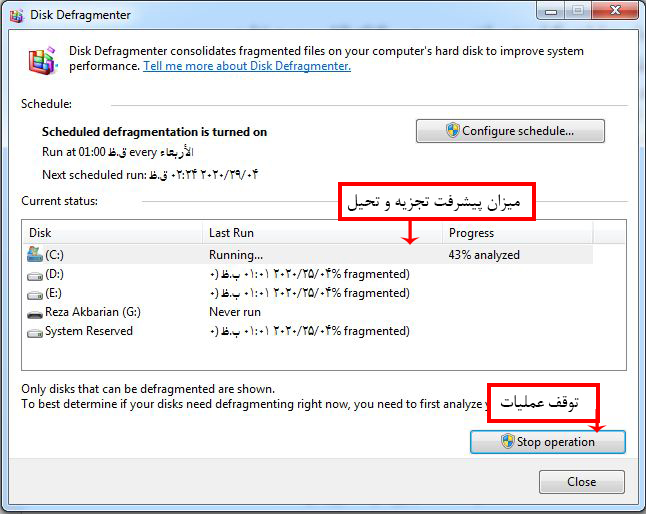 Disk Defragmenter
Disk Defragmenter consolidates fragmented files on your computer's hard disk to improve system
performance. Tell me more about Disk Defragmenter.
Schedule:
Scheduled defragmentation is turned on
Configure schedule...
Run at 01:00 ق.ظ every الأربعاء
Next scheduled run: ق.ظ ۰۲:۲۴ ۲۰۲۰/۲۹/۰۴
Current status:
میزان پیشرفت تجزیه و تحیل
Disk Last Run Progress
(C:) Running... 43% analyzed
(D:) ۰) ب.ظ ۰۱:۰۱ ۲۰۲۰/۲۵/۰۴% fragmented)
(E:) ۰) ب.ظ ۰۱:۰۱ ۲۰۲۰/۲۵/۰۴% fragmented)
Reza Akbarian (G:) Never run
System Reserved ۰) ب.ظ ۰۱:۰۱ ۲۰۲۰/۲۵/۰۴% fragmented)
Only disks that can be defragmented are shown.
To best determine if your disks need defragmenting right now, you need to first analyze
توقف عملیات
Stop operation
Close